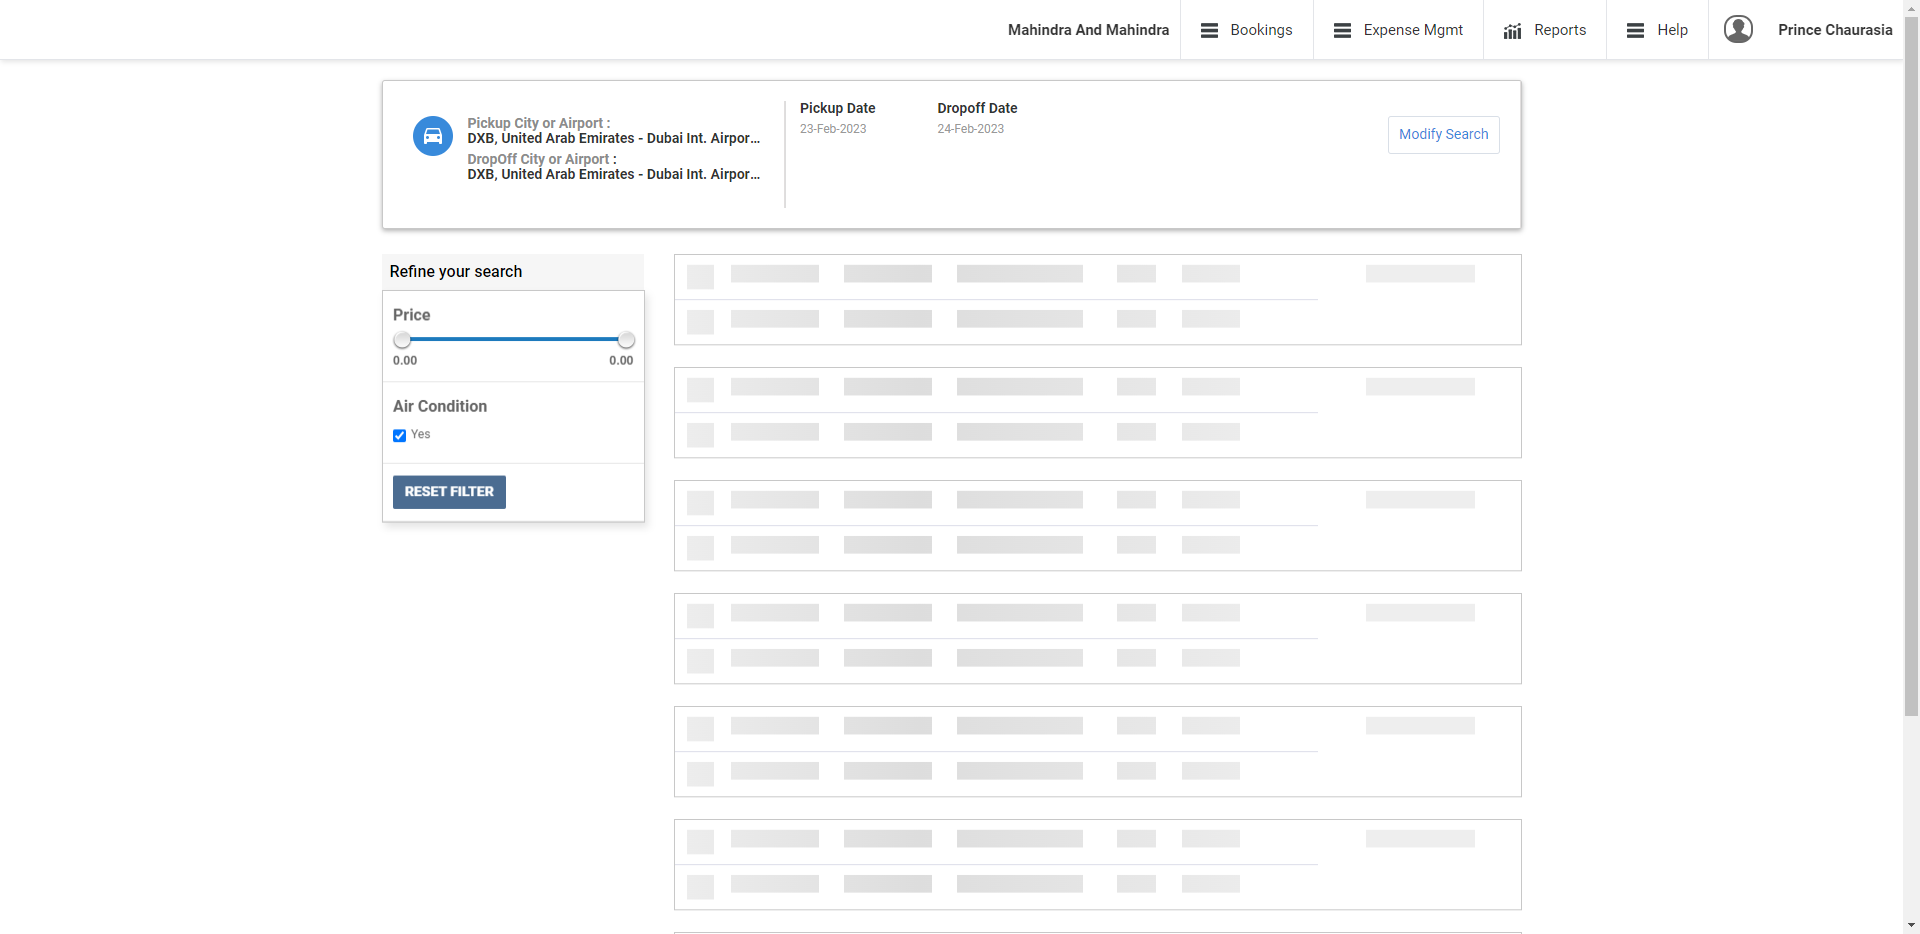 Mahindra And Mahindra
Bookings
Expense Mgmt
Reports
Help
Prince Chaurasia
Pickup City or Airport :
DXB, United Arab Emirates - Dubai Int. Airpor...
DropOff City or Airport :
DXB, United Arab Emirates - Dubai Int. Airpor...
Pickup Date
23-Feb-2023
Dropoff Date
24-Feb-2023
Modify Search
Refine your search
Price
0.00 0.00
Air Condition
Yes
RESET FILTER